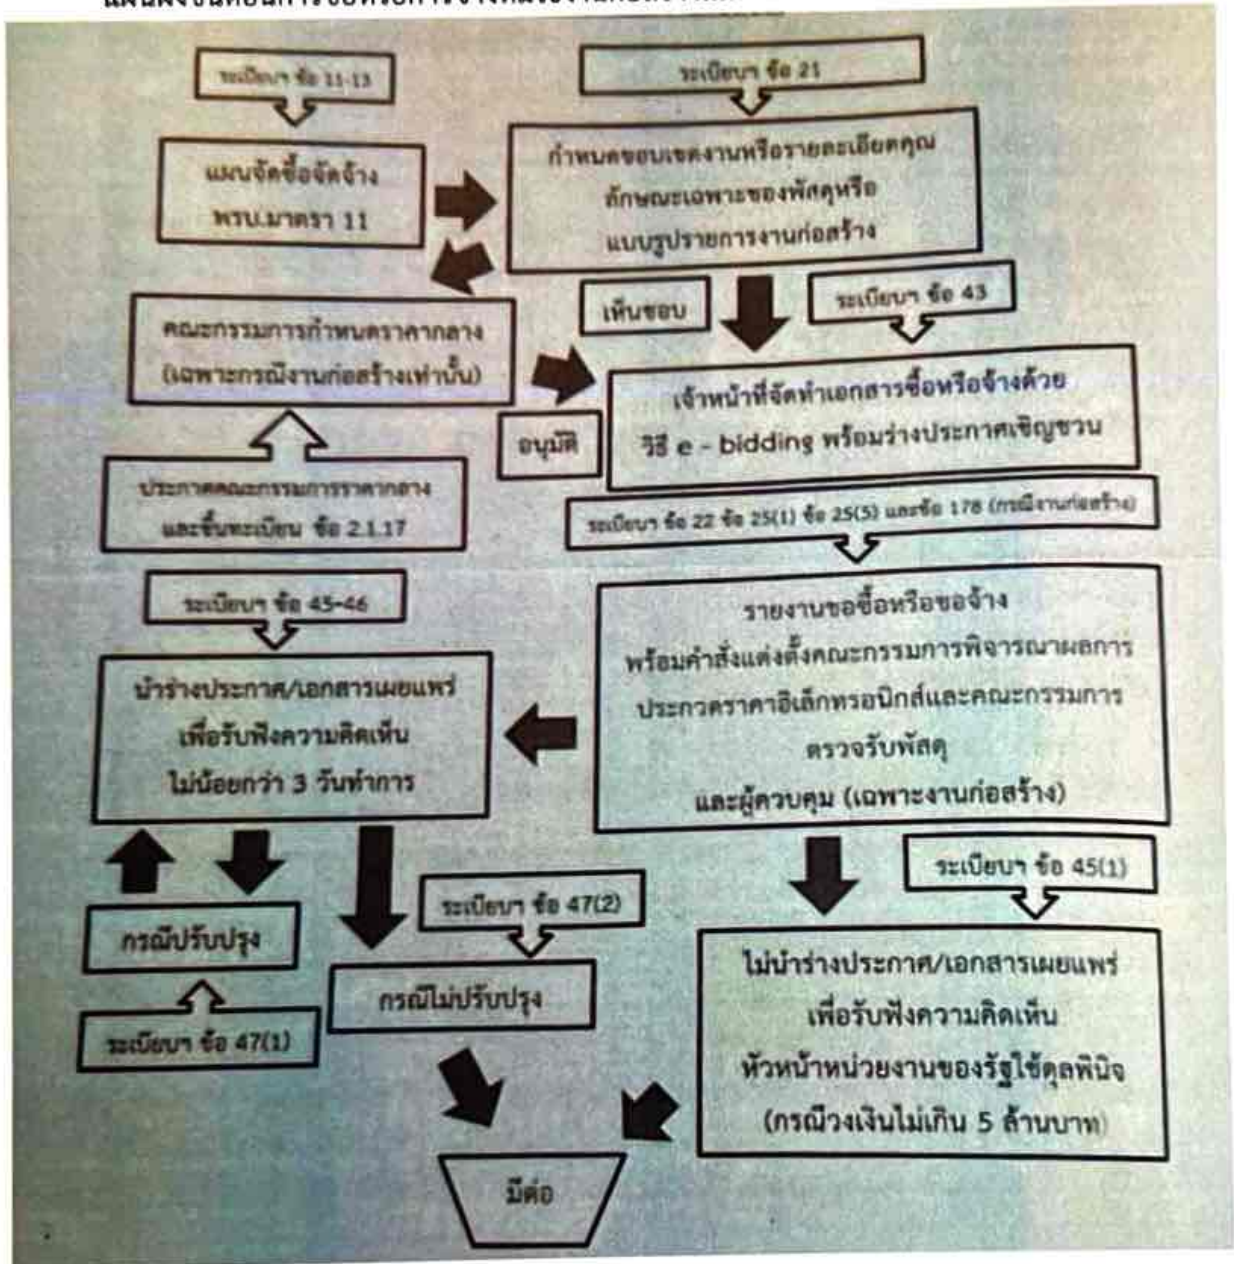 ระเบียบฯ ข้อ 11-13
ระเบียบฯ ข้อ 21
แผนจัดซื้อจัดจ้าง
พรบ.มาตรา 11
กำหนดขอบเขตงานหรือรายละเอียดคุณ
ลักษณะเฉพาะของพัสดุหรือ
แบบรูปรายการงานก่อสร้าง
เห็นชอบ
ระเบียบฯ ข้อ 43
คณะกรรมการกำหนดราคากลาง
(เฉพาะกรณีงานก่อสร้างเท่านั้น)
อนุมัติ
เจ้าหน้าที่จัดทำเอกสารซื้อหรือจ้างด้วย
วิธี e - bidding พร้อมร่างประกาศเชิญชวน
ประกาศคณะกรรมการราคากลาง
และขึ้นทะเบียน ข้อ 2.1.17
ระเบียบฯ ข้อ 22 ข้อ 25(1) ข้อ 25(5) และข้อ 178 (กรณีงานก่อสร้าง)
ระเบียบฯ ข้อ 45-46
รายงานขอซื้อหรือขอจ้าง
พร้อมคำสั่งแต่งตั้งคณะกรรมการพิจารณาผลการ
ประกวดราคาอิเล็กทรอนิกส์และคณะกรรมการ
ตรวจรับพัสดุ
และผู้ควบคุม (เฉพาะงานก่อสร้าง)
นำร่างประกาศ/เอกสารเผยแพร่
เพื่อรับฟังความคิดเห็น
ไม่น้อยกว่า 3 วันทำการ
ระเบียบฯ ข้อ 45(1)
ระเบียบฯ ข้อ 47(2)
กรณีปรับปรุง
กรณีไม่ปรับปรุง
ระเบียบฯ ข้อ 47(1)
ไม่นำร่างประกาศ/เอกสารเผยแพร่
เพื่อรับฟังความคิดเห็น
หัวหน้าหน่วยงานของรัฐใช้ดุลพินิจ
(กรณีวงเงินไม่เกิน 5 ล้านบาท)
มีต่อ